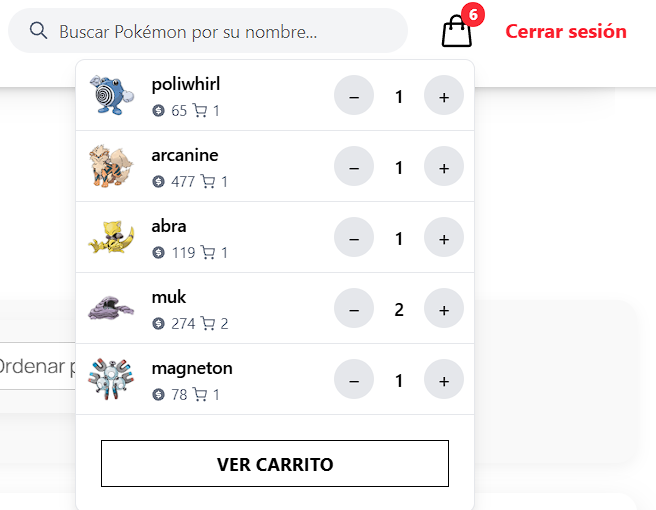 Buscar Pokémon por su nombre...
6
Cerrar sesión
poliwhirl
65 1
− 1 +
arcanine
477 1
− 1 +
abra
119 1
− 1 +
muk
274 2
− 2 +
magneton
78 1
− 1 +
Ordenar p
VER CARRITO